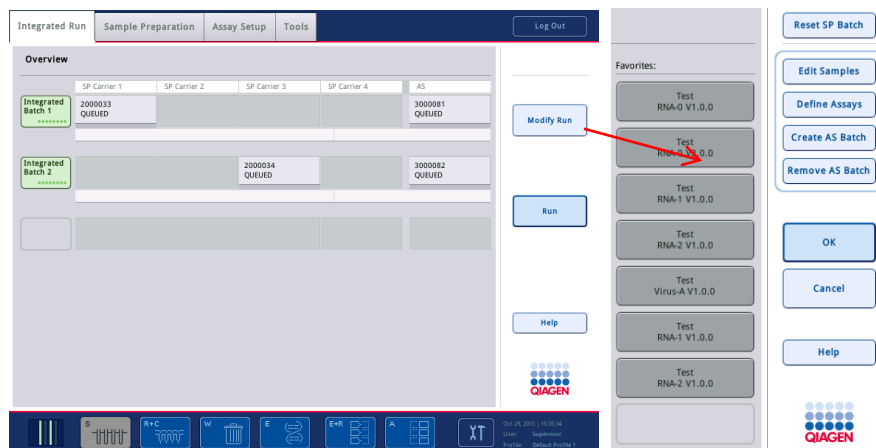 Integrated Run
Sample Preparation
Assay Setup
Tools
Log Out
Overview
SP Carrier 1
SP Carrier 2
SP Carrier 3
SP Carrier 4
AS
Integrated
Batch 1
2000033
QUEUED
3000081
QUEUED
Integrated
Batch 2
2000034
QUEUED
3000082
QUEUED
Modify Run
Run
Help
QIAGEN
S
R+C
W
E
E+R
A
Oct 29, 2015 | 16:35:34
User: Supervisor
Profile: Default Profile 1
Favorites:
Test
RNA-0 V1.0.0
Test
Test
RNA-1 V1.0.0
Test
RNA-2 V1.0.0
Test
Virus-A V1.0.0
Test
RNA-1 V1.0.0
Test
RNA-2 V1.0.0
Reset SP Batch
Edit Samples
Define Assays
Create AS Batch
Remove AS Batch
OK
Cancel
Help
QIAGEN